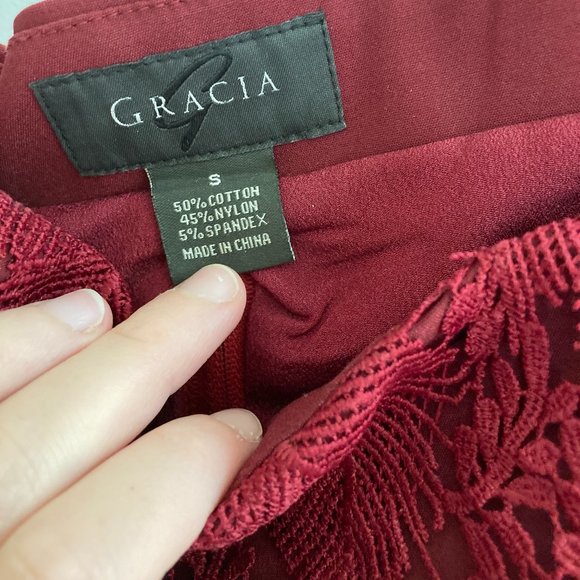 GRACIA
S
50% COTTON
45% NYLON
5% SPANDEX
MADE IN CHINA